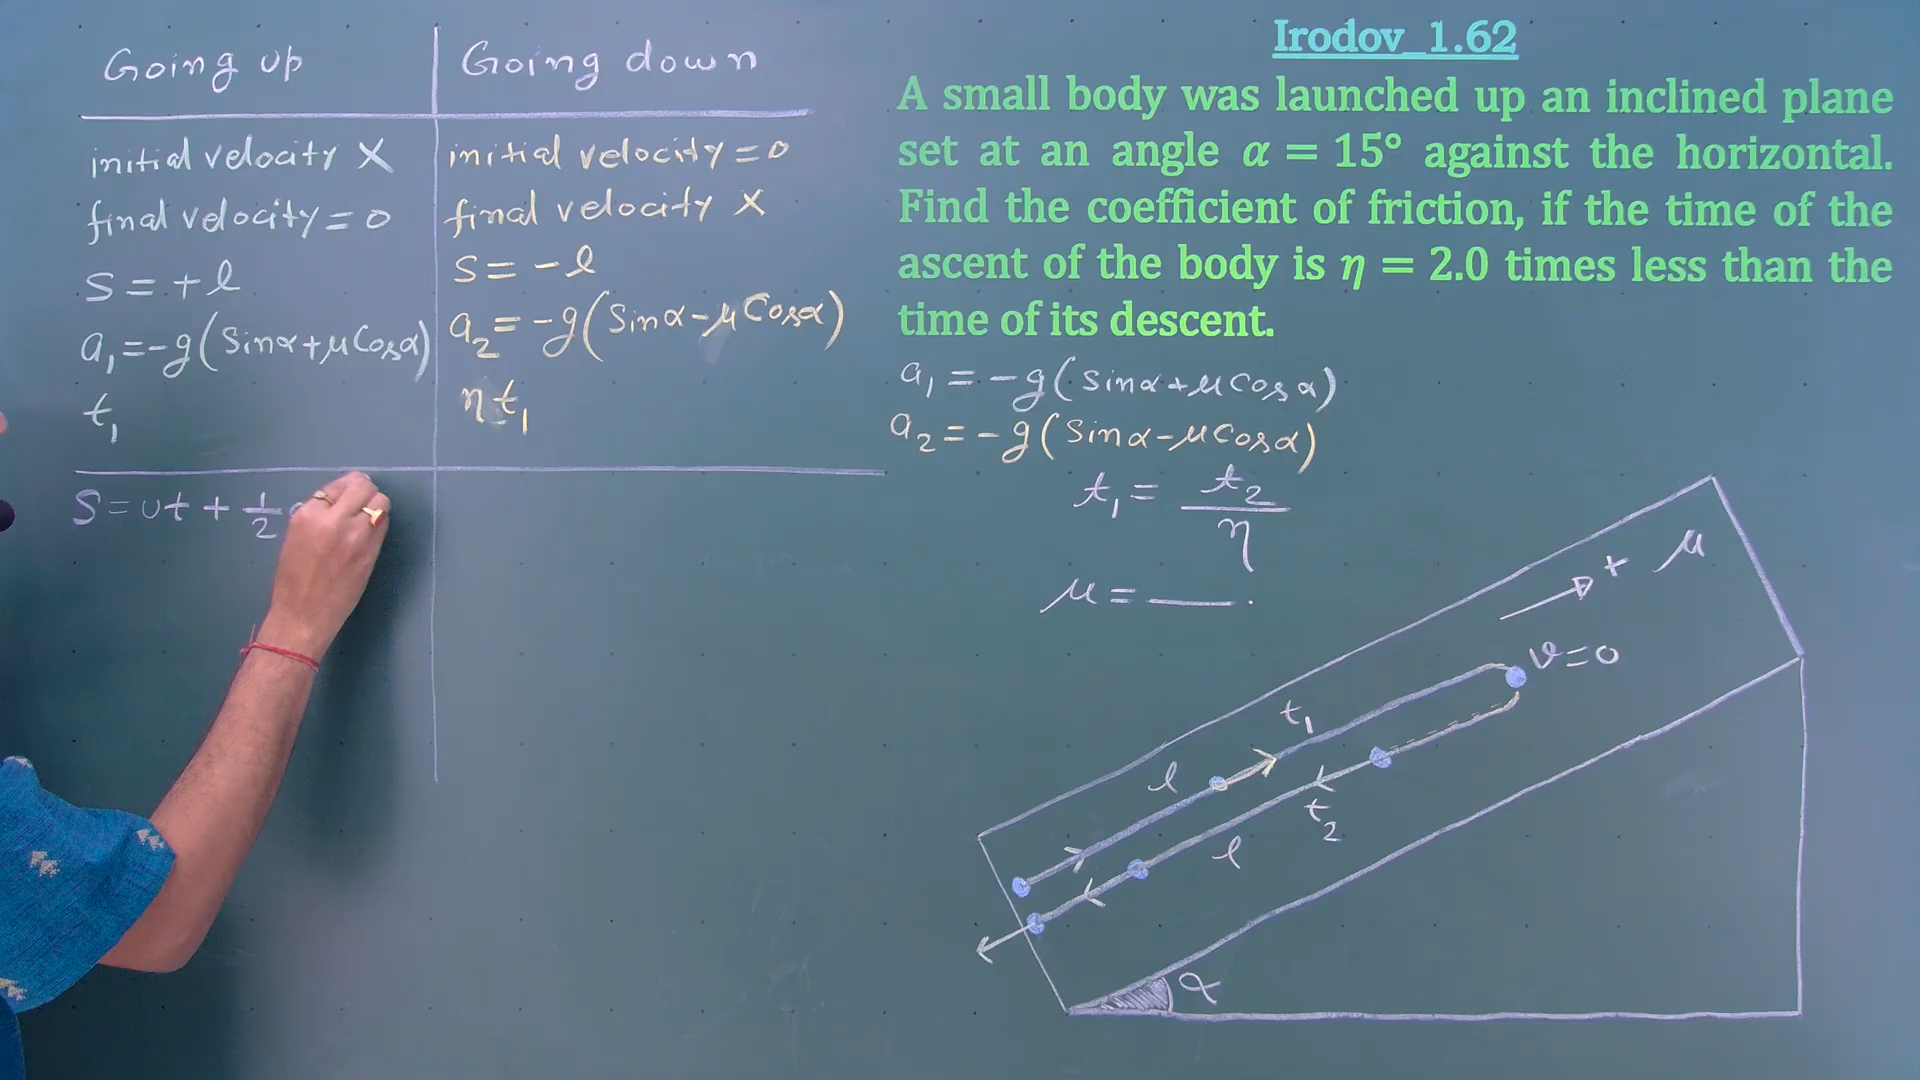 Going up
Going down
initial velocity X
final velocity = 0
S = +l
a₁ = -g(Sinα+μCosα)
t₁
initial velocity = 0
final velocity X
S = -l
a₂ = -g(Sinα-μCosα)
ηt₁
S = ut + 1/2
Irodov_1.62
A small body was launched up an inclined plane
set at an angle α = 15° against the horizontal.
Find the coefficient of friction, if the time of the
ascent of the body is η = 2.0 times less than the
time of its descent.
a₁ = -g(Sinα+μCosα)
a₂ = -g(Sinα-μCosα)
t₁ = t₂/η
μ = ___.
+ μ
v=0
t₁
l
t₂
l
α